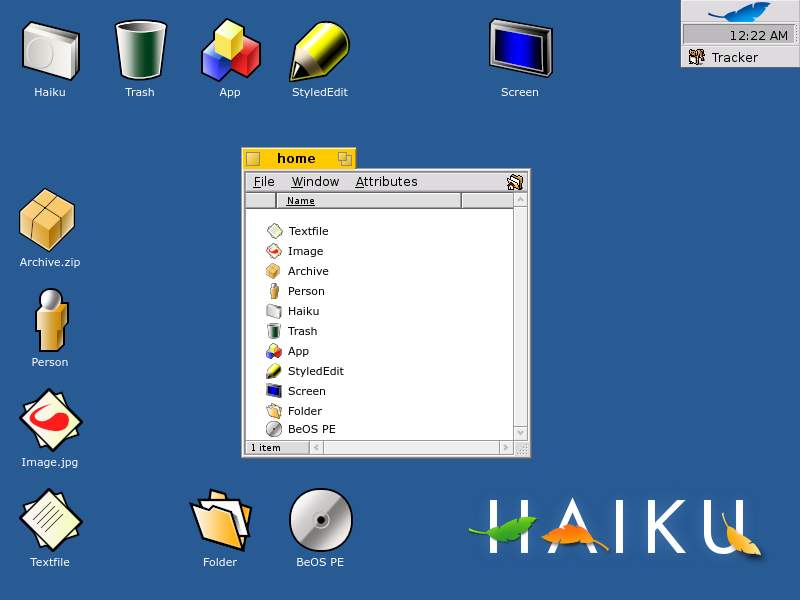 12:22 AM
Tracker
Haiku
Trash
App
StyledEdit
Screen
home
File Window Attributes
Name
Textfile
Image
Archive
Person
Haiku
Trash
App
StyledEdit
Screen
Folder
BeOS PE
1 item
Archive.zip
Person
Image.jpg
Textfile
Folder
BeOS PE
HAIKU